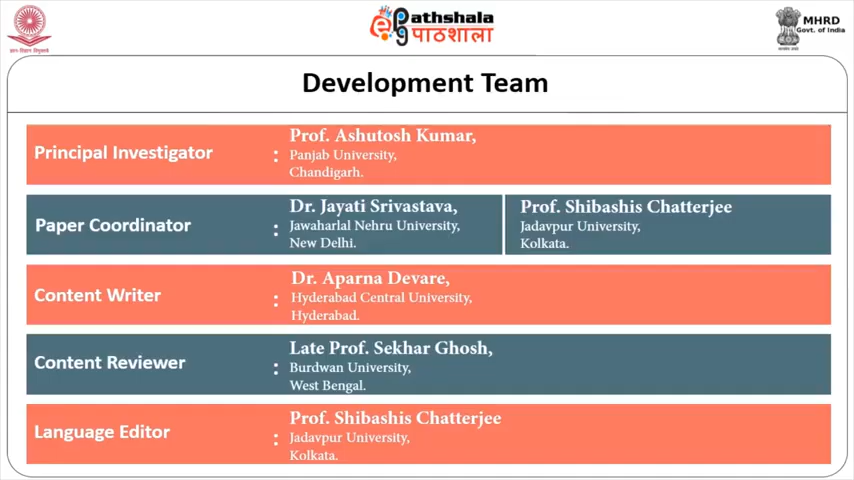 ePathshala
पाठशाला
MHRD
Govt. of India
Development Team
Principal Investigator
:
Prof. Ashutosh Kumar,
Panjab University,
Chandigarh.
Paper Coordinator
:
Dr. Jayati Srivastava,
Jawaharlal Nehru University,
New Delhi.
Prof. Shibashis Chatterjee
Jadavpur University,
Kolkata.
Content Writer
:
Dr. Aparna Devare,
Hyderabad Central University,
Hyderabad.
Content Reviewer
:
Late Prof. Sekhar Ghosh,
Burdwan University,
West Bengal.
Language Editor
:
Prof. Shibashis Chatterjee
Jadavpur University,
Kolkata.